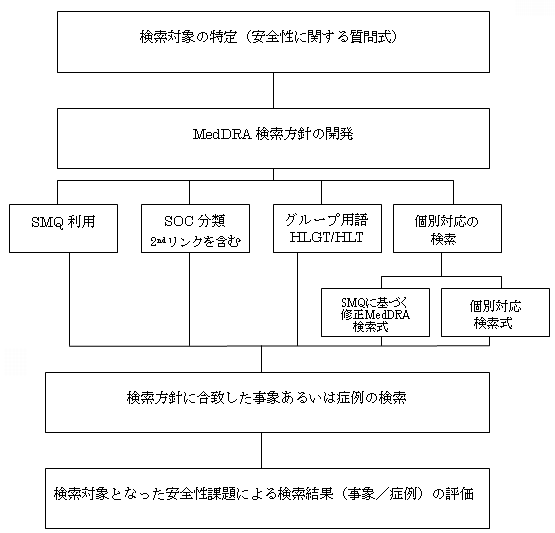 検索対象の特定（安全性に関する質問式）
MedDRA 検索方針の開発
SMQ 利用
SOC 分類
2ndリンクを含む
グループ用語
HLGT/HLT
個別対応の
検索
SMQに基づく
修正MedDRA
検索式
個別対応
検索式
検索方針に合致した事象あるいは症例の検索
検索対象となった安全性課題による検索結果（事象／症例）の評価